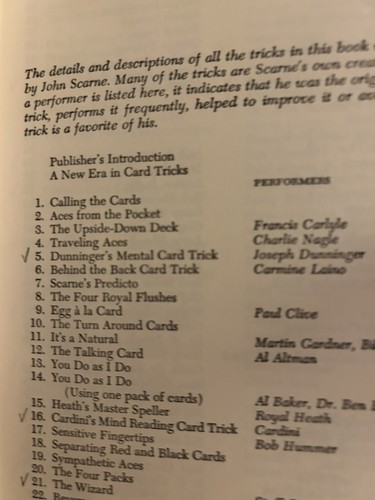 The details and descriptions of all the tricks in this book
by John Scarne. Many of the tricks are Scarne's own
a performer is listed here, it indicates that he was the
trick, performs it frequently, helped to improve it or
trick is a favorite of his.
Publisher's Introduction
A New Era in Card Tricks
PERFORMERS
1. Calling the Cards
2. Aces from the Pocket
3. The Upside-Down Deck Francis Carlyle
4. Traveling Aces Charlie Nagle
√ 5. Dunninger's Mental Card Trick Joseph Dunninger
6. Behind the Back Card Trick Carmine Laino
7. Scarne's Predicto
8. The Four Royal Flushes
9. Egg à la Card Paul Clive
10. The Turn Around Cards
11. It's a Natural Martin Gardner,
12. The Talking Card Al Altman
13. You Do as I Do
14. You Do as I Do
(Using one pack of cards) Al Baker, Dr. Ben
15. Heath's Master Speller Royal Heath
√ 16. Cardini's Mind Reading Card Trick Cardini
17. Sensitive Fingertips Bob Hummer
18. Separating Red and Black Cards
19. Sympathetic Aces
20. The Four Packs
√ 21. The Wizard
22.